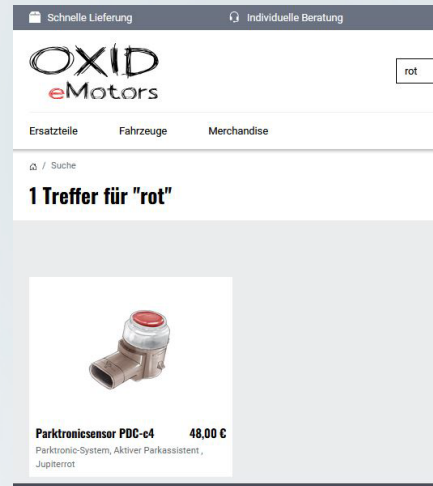 Schnelle Lieferung
Individuelle Beratung
OXID
eMotors
rot
Ersatzteile
Fahrzeuge
Merchandise
/ Suche
1 Treffer für "rot"
Parktronicsensor PDC-c4
48,00 €
Parktronic-System, Aktiver Parkassistent ,
Jupiterrot